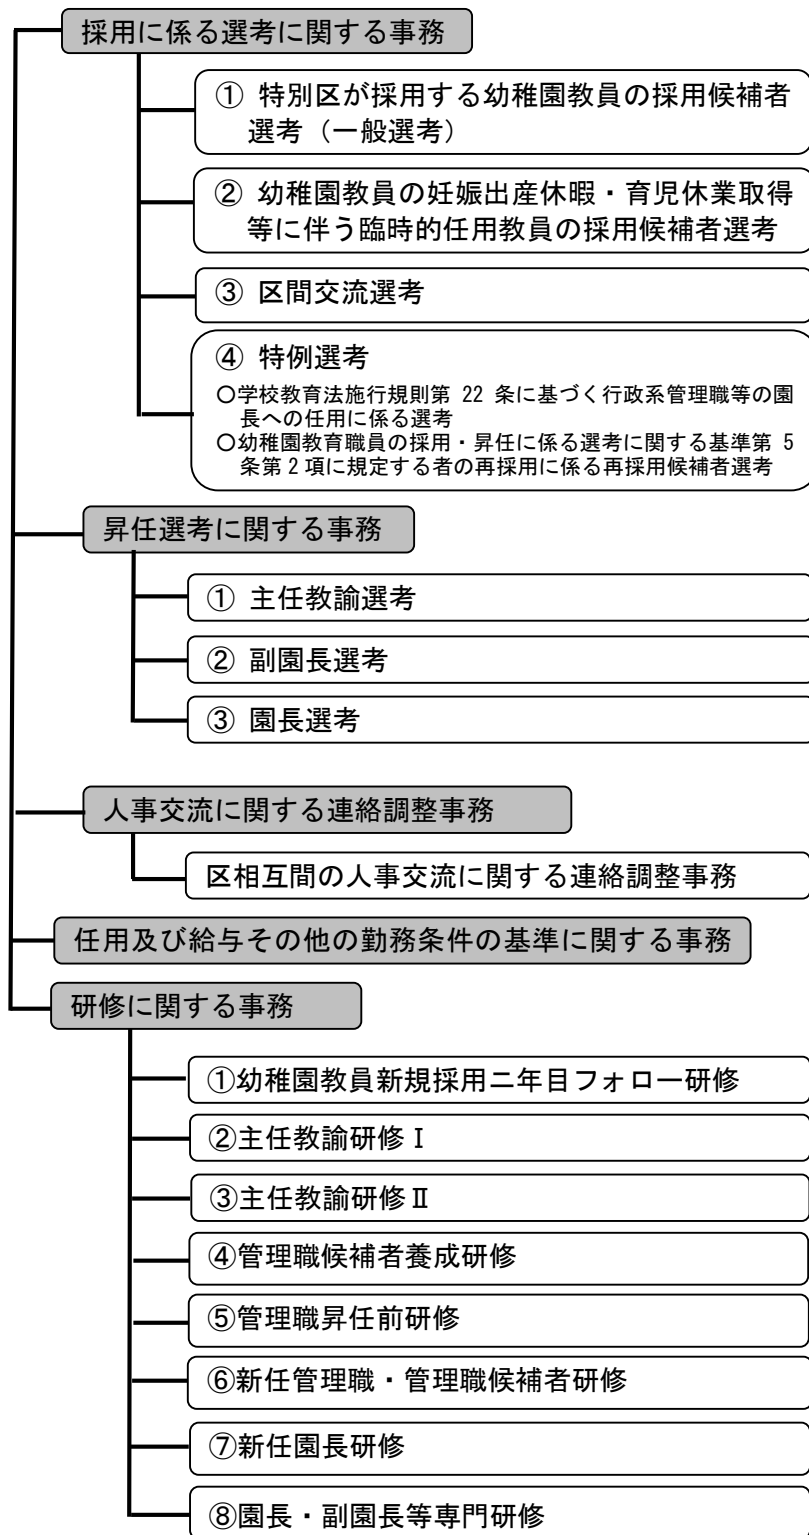 採用に係る選考に関する事務
① 特別区が採用する幼稚園教員の採用候補者
選考（一般選考）
② 幼稚園教員の妊娠出産休暇・育児休業取得
等に伴う臨時的任用教員の採用候補者選考
③ 区間交流選考
④ 特例選考
○学校教育法施行規則第 22 条に基づく行政系管理職等の園
長への任用に係る選考
○幼稚園教育職員の採用・昇任に係る選考に関する基準第 5
条第２項に規定する者の再採用に係る再採用候補者選考
昇任選考に関する事務
① 主任教諭選考
② 副園長選考
③ 園長選考
人事交流に関する連絡調整事務
区相互間の人事交流に関する連絡調整事務
任用及び給与その他の勤務条件の基準に関する事務
研修に関する事務
①幼稚園教員新規採用二年目フォロー研修
②主任教諭研修Ⅰ
③主任教諭研修Ⅱ
④管理職候補者養成研修
⑤管理職昇任前研修
⑥新任管理職・管理職候補者研修
⑦新任園長研修
⑧園長・副園長等専門研修